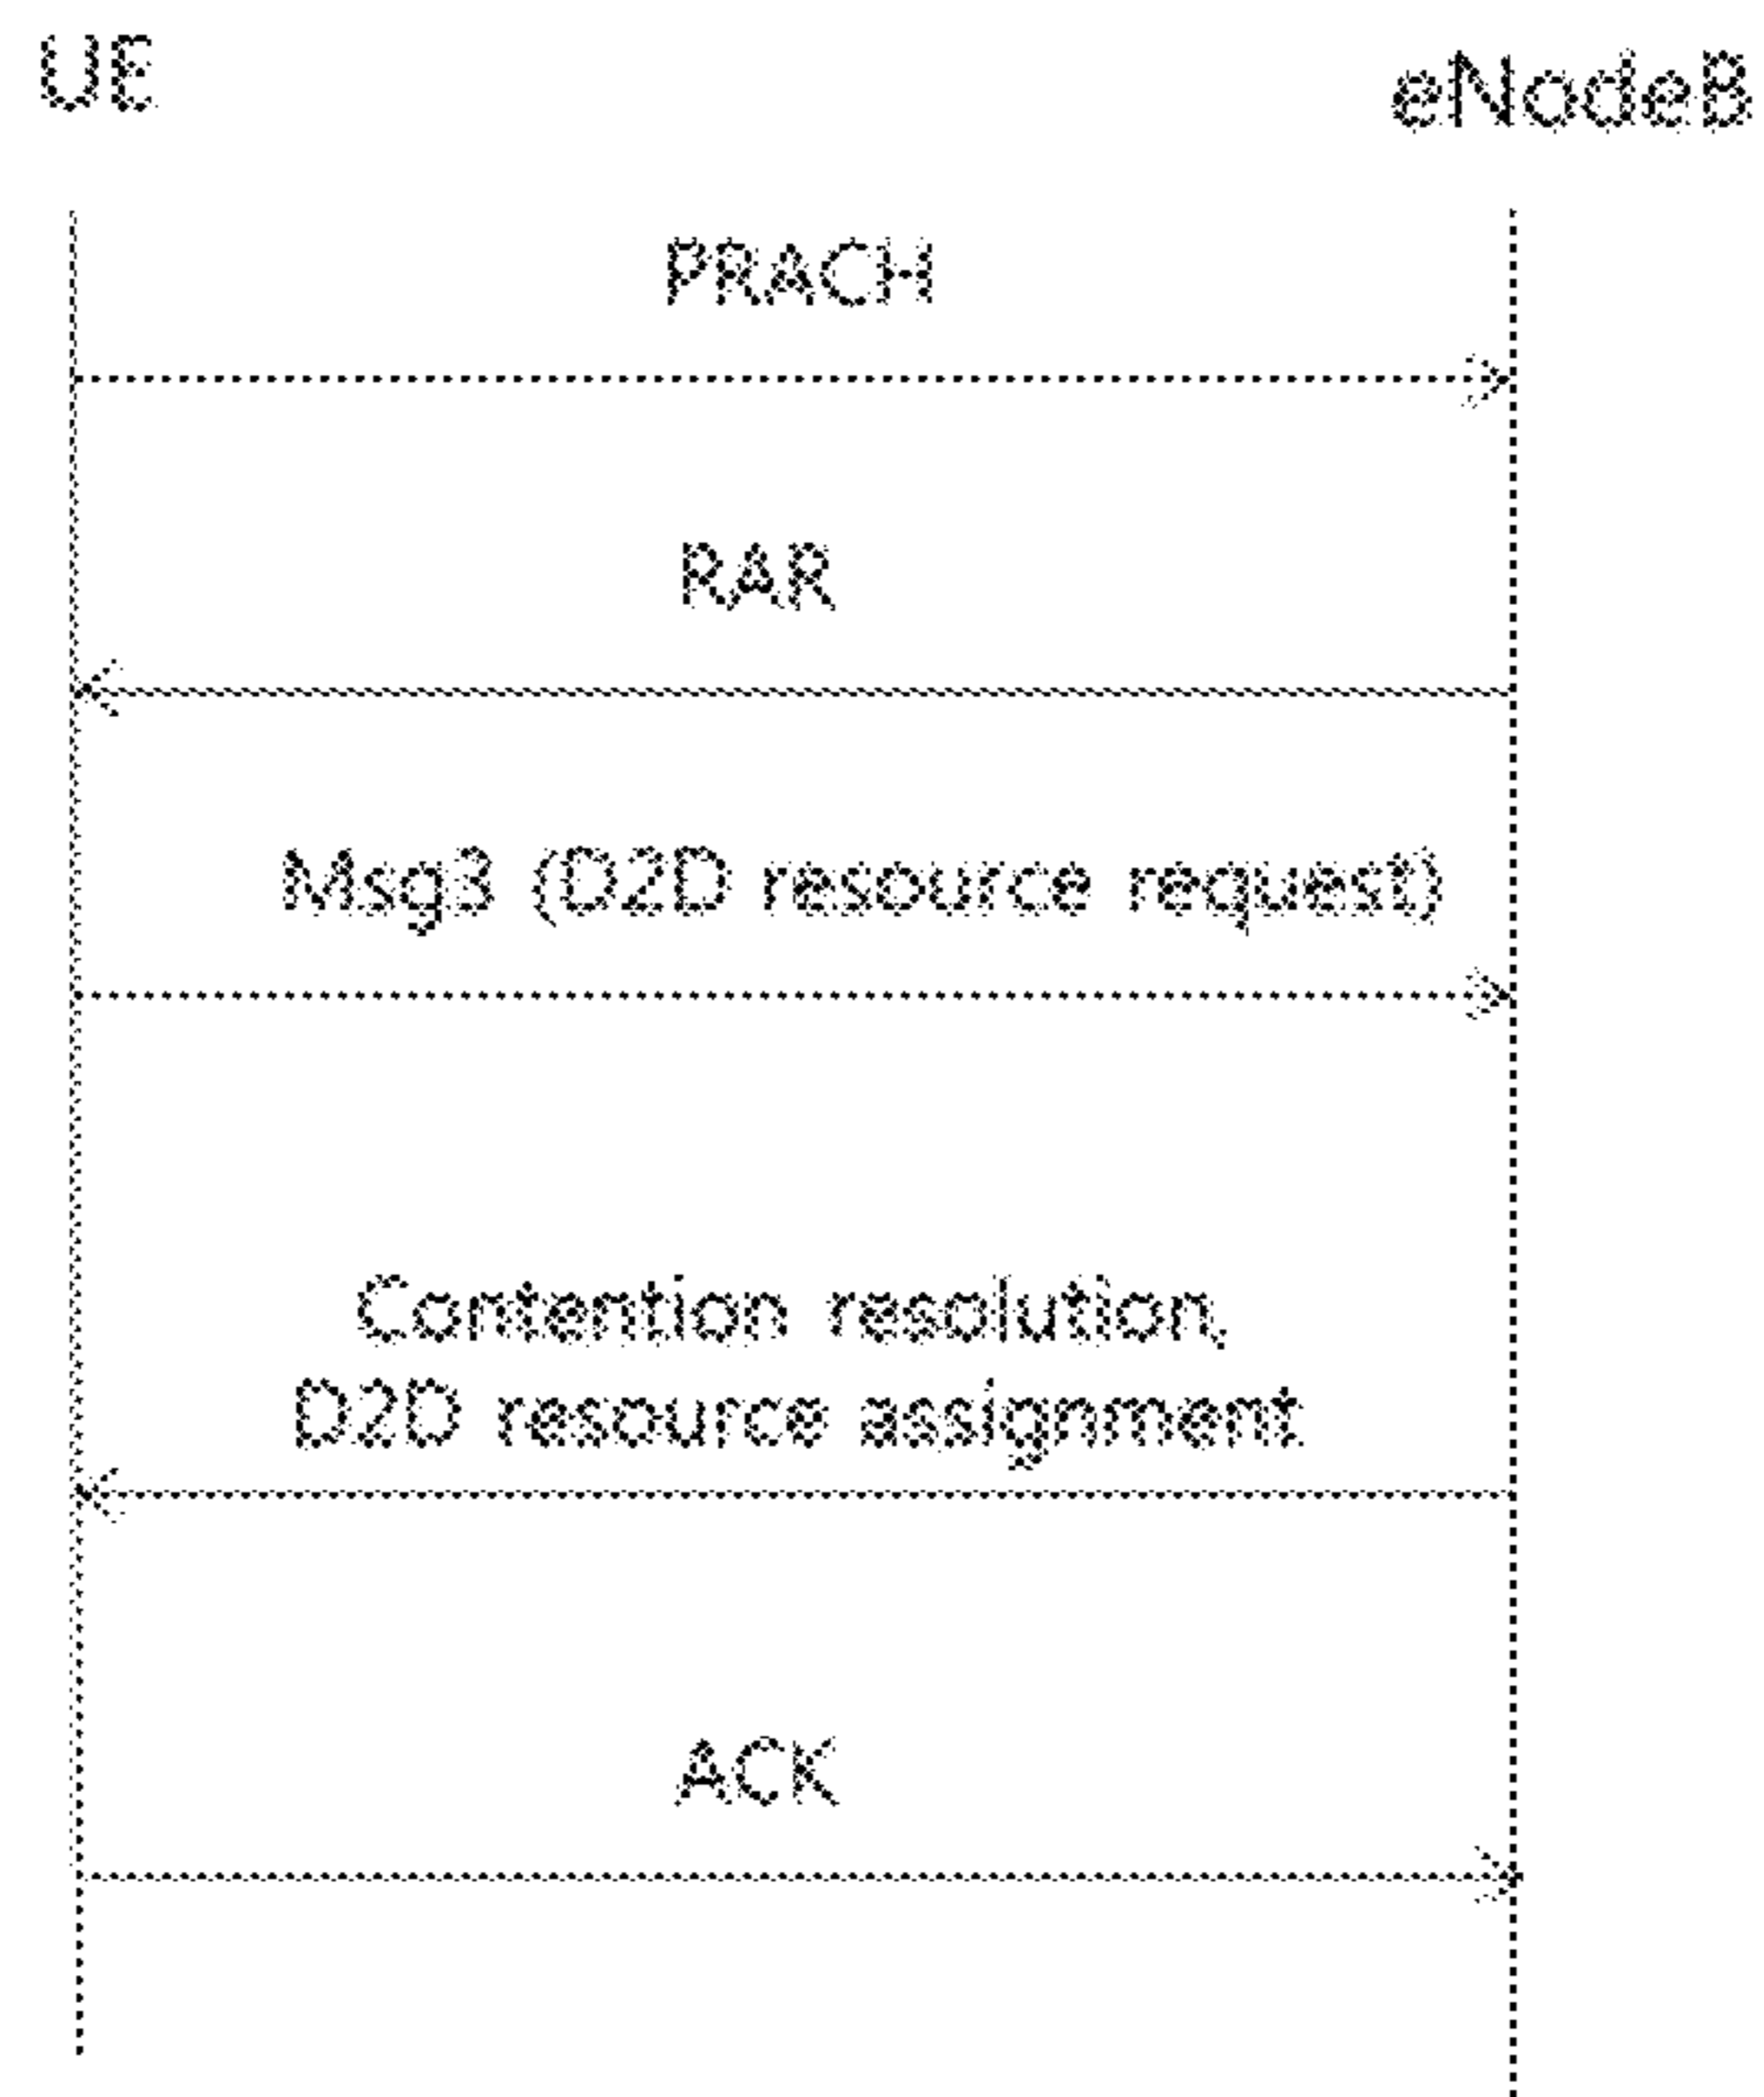 UE
eNodeB
PRACH
RAR
Msg3 (D2D resource request)
Contention resolution,
D2D resource assignment
ACK